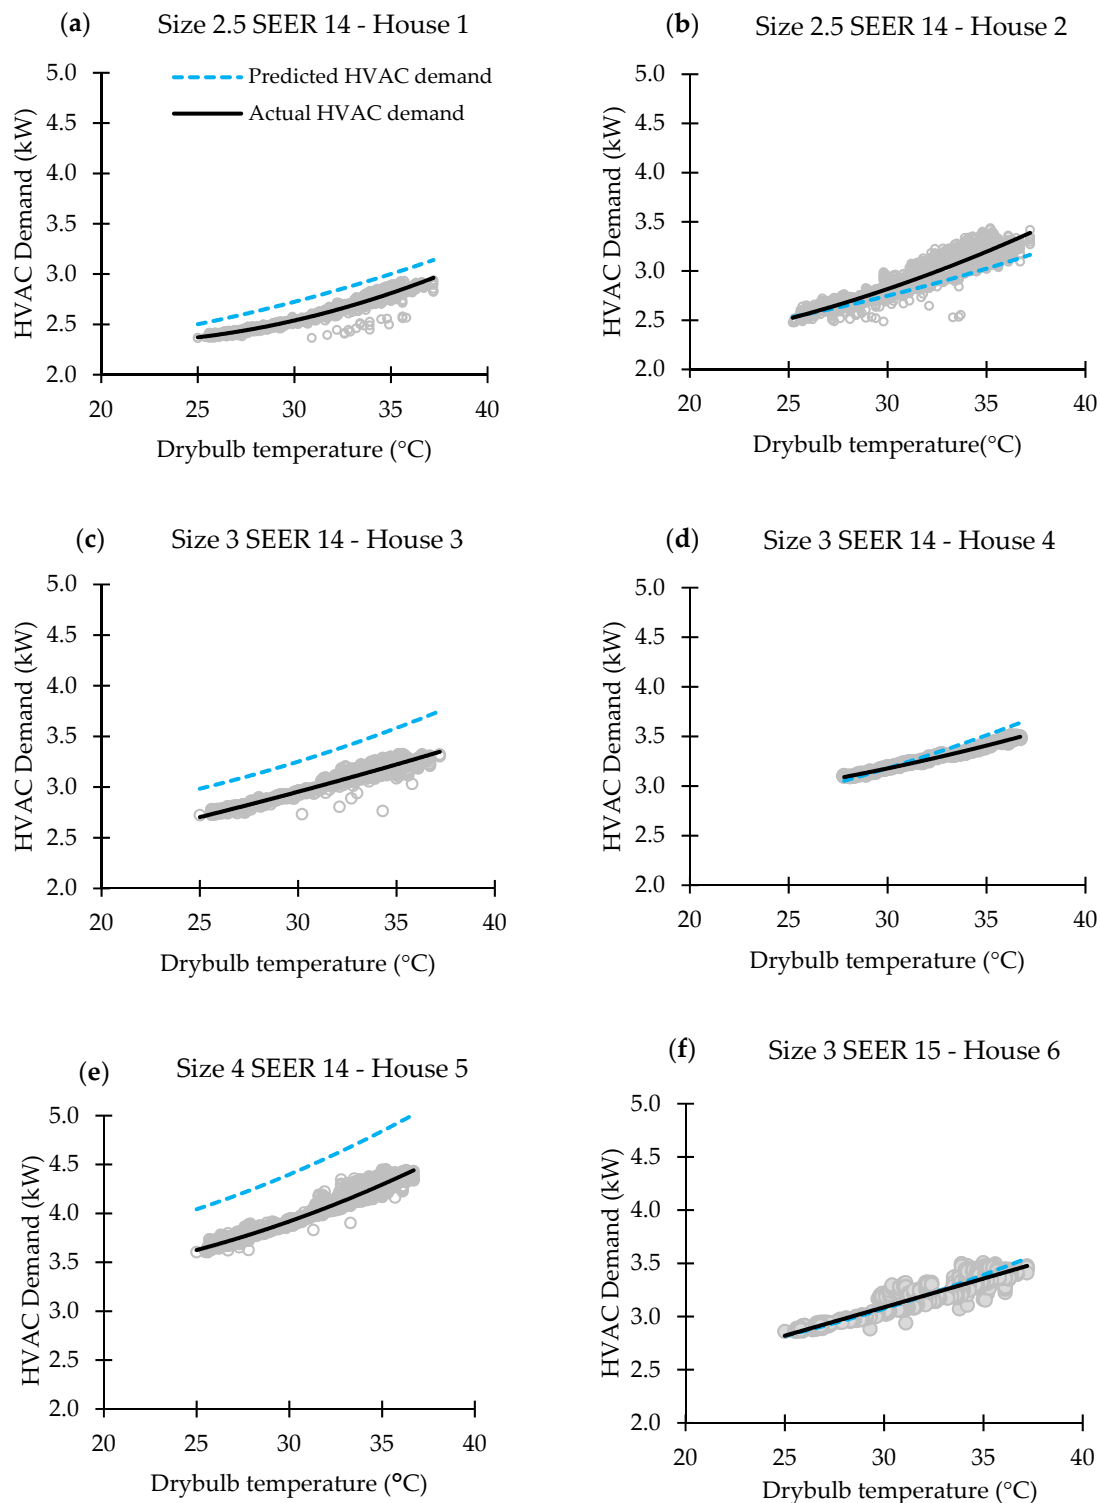 (a) Size 2.5 SEER 14 - House 1
Predicted HVAC demand
Actual HVAC demand
HVAC Demand (kW)
5.0
4.5
4.0
3.5
3.0
2.5
2.0
20 25 30 35 40
Drybulb temperature (°C)
(b) Size 2.5 SEER 14 - House 2
HVAC Demand (kW)
5.0
4.5
4.0
3.5
3.0
2.5
2.0
20 25 30 35 40
Drybulb temperature(°C)
(c) Size 3 SEER 14 - House 3
HVAC Demand (kW)
5.0
4.5
4.0
3.5
3.0
2.5
2.0
20 25 30 35 40
Drybulb temperature (°C)
(d) Size 3 SEER 14 - House 4
HVAC Demand (kW)
5.0
4.5
4.0
3.5
3.0
2.5
2.0
20 25 30 35 40
Drybulb temperature (°C)
(e) Size 4 SEER 14 - House 5
HVAC Demand (kW)
5.0
4.5
4.0
3.5
3.0
2.5
2.0
20 25 30 35 40
Drybulb temperature (°C)
(f) Size 3 SEER 15 - House 6
HVAC Demand (kW)
5.0
4.5
4.0
3.5
3.0
2.5
2.0
20 25 30 35 40
Drybulb temperature (°C)